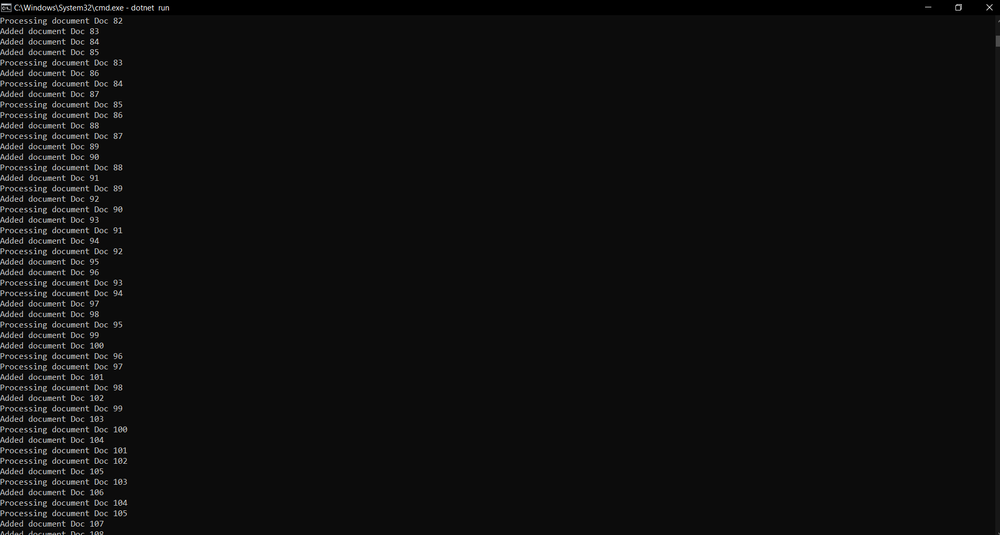 C:\Windows\System32\cmd.exe - dotnet  run
Processing document Doc 82
Added document Doc 83
Added document Doc 84
Added document Doc 85
Processing document Doc 83
Added document Doc 86
Processing document Doc 84
Added document Doc 87
Processing document Doc 85
Processing document Doc 86
Added document Doc 88
Processing document Doc 87
Added document Doc 89
Added document Doc 90
Processing document Doc 88
Added document Doc 91
Processing document Doc 89
Added document Doc 92
Processing document Doc 90
Added document Doc 93
Processing document Doc 91
Added document Doc 94
Processing document Doc 92
Added document Doc 95
Added document Doc 96
Processing document Doc 93
Processing document Doc 94
Added document Doc 97
Added document Doc 98
Processing document Doc 95
Added document Doc 99
Added document Doc 100
Processing document Doc 96
Processing document Doc 97
Added document Doc 101
Processing document Doc 98
Added document Doc 102
Processing document Doc 99
Added document Doc 103
Processing document Doc 100
Added document Doc 104
Processing document Doc 101
Processing document Doc 102
Added document Doc 105
Processing document Doc 103
Added document Doc 106
Processing document Doc 104
Processing document Doc 105
Added document Doc 107
Added document Doc 108